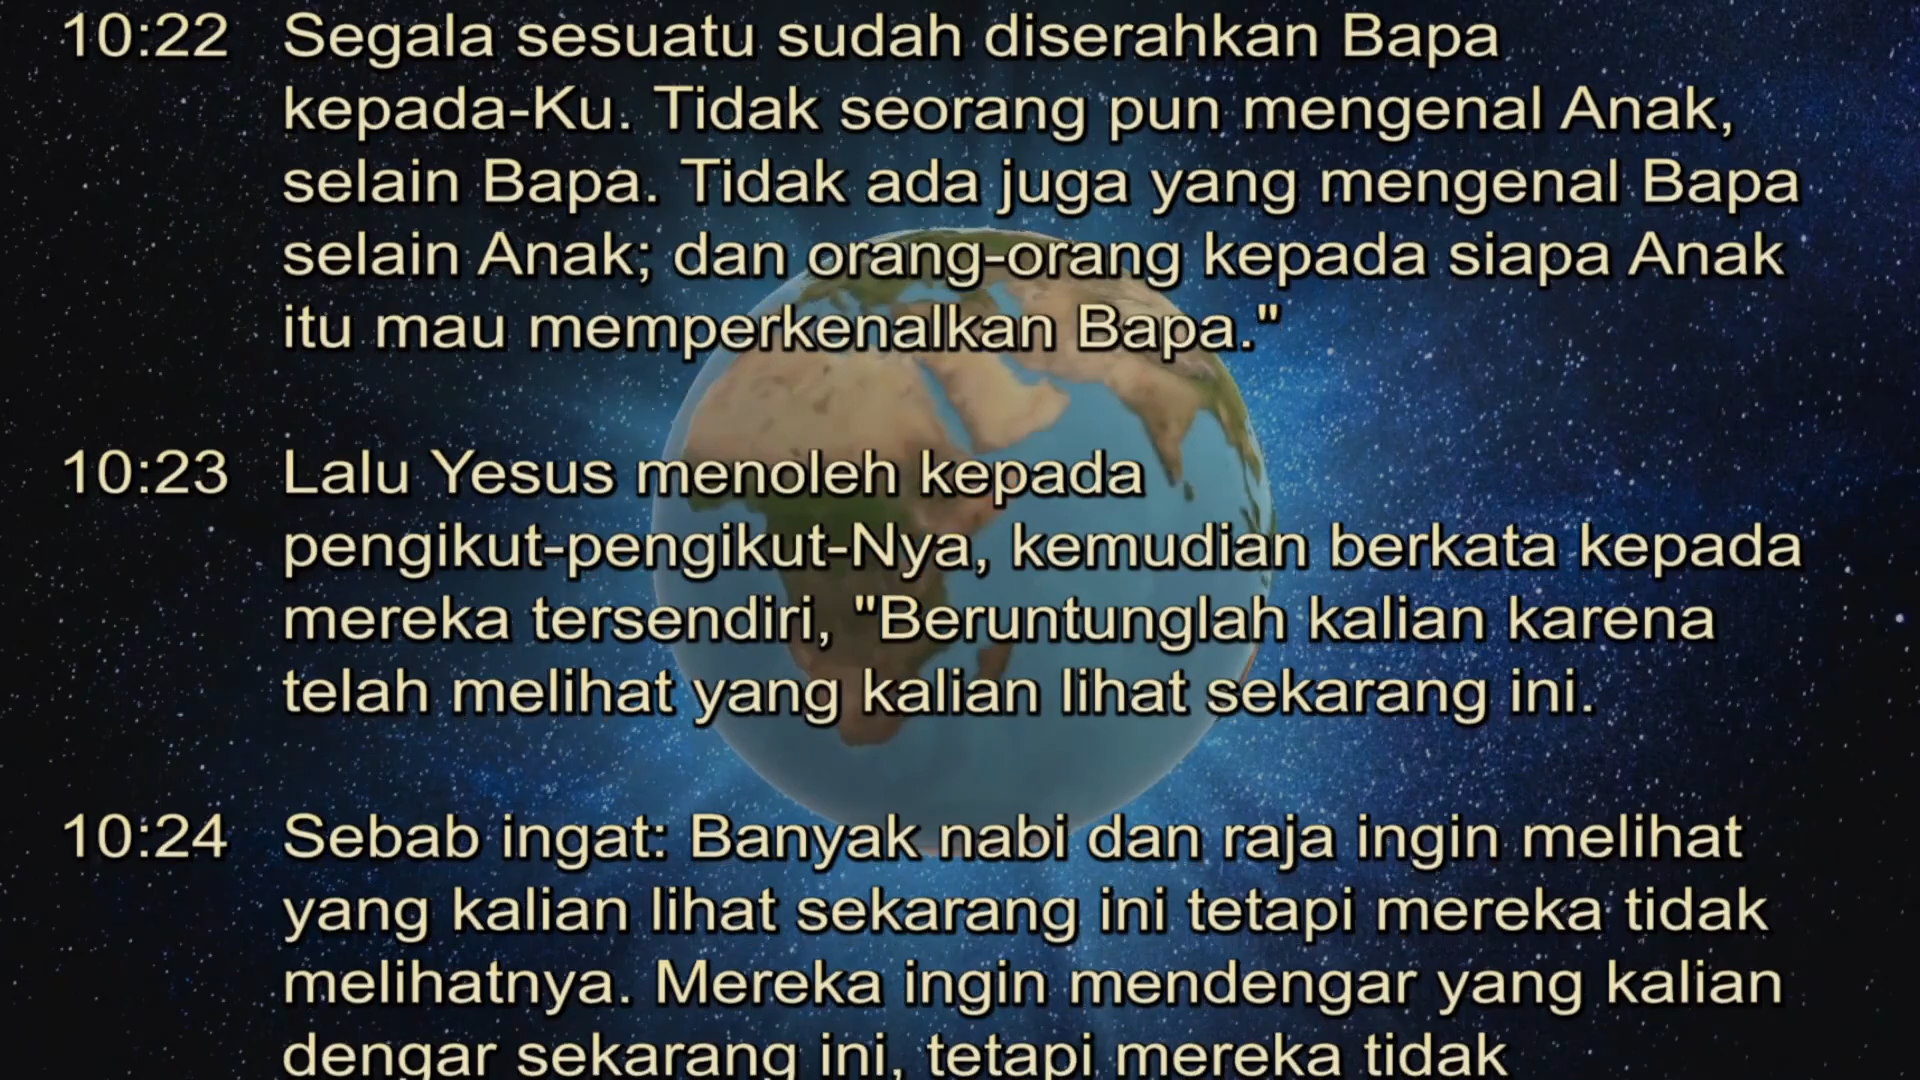 10:22 Segala sesuatu sudah diserahkan Bapa
kepada-Ku. Tidak seorang pun mengenal Anak,
selain Bapa. Tidak ada juga yang mengenal Bapa
selain Anak; dan orang-orang kepada siapa Anak
itu mau memperkenalkan Bapa."
10:23 Lalu Yesus menoleh kepada
pengikut-pengikut-Nya, kemudian berkata kepada
mereka tersendiri, "Beruntunglah kalian karena
telah melihat yang kalian lihat sekarang ini.
10:24 Sebab ingat: Banyak nabi dan raja ingin melihat
yang kalian lihat sekarang ini tetapi mereka tidak
melihatnya. Mereka ingin mendengar yang kalian
dengar sekarang ini, tetapi mereka tidak